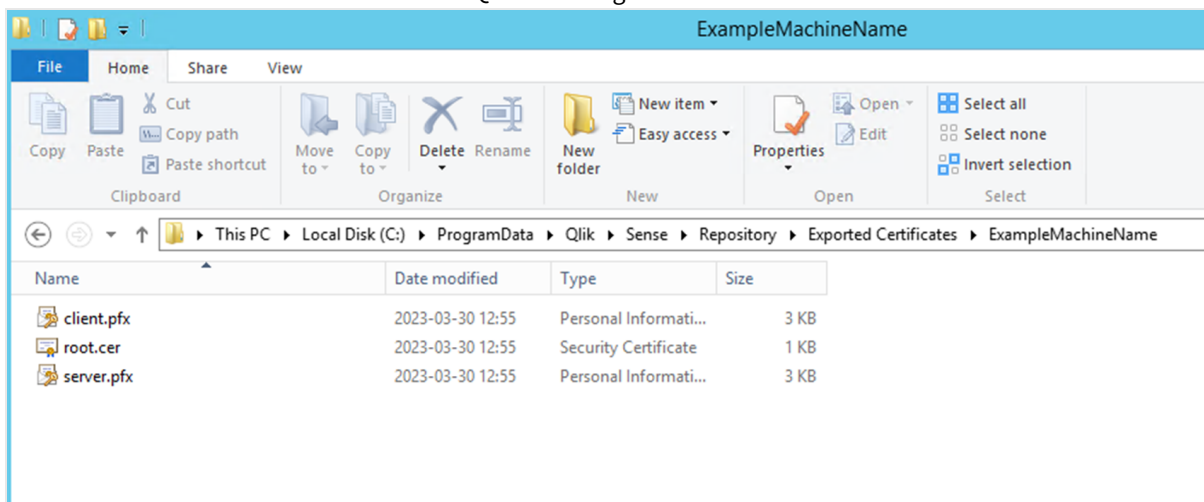 ExampleMachineName
File Home Share View
Copy
Paste
Cut
Copy path
Paste shortcut
Clipboard
Move to
Copy to
Delete
Rename
Organize
New folder
New item
Easy access
New
Properties
Open
Edit
Open
Select all
Select none
Invert selection
Select
This PC Local Disk (C:) ProgramData Qlik Sense Repository Exported Certificates ExampleMachineName
Name Date modified Type Size
client.pfx 2023-03-30 12:55 Personal Informati... 3 KB
root.cer 2023-03-30 12:55 Security Certificate 1 KB
server.pfx 2023-03-30 12:55 Personal Informati... 3 KB